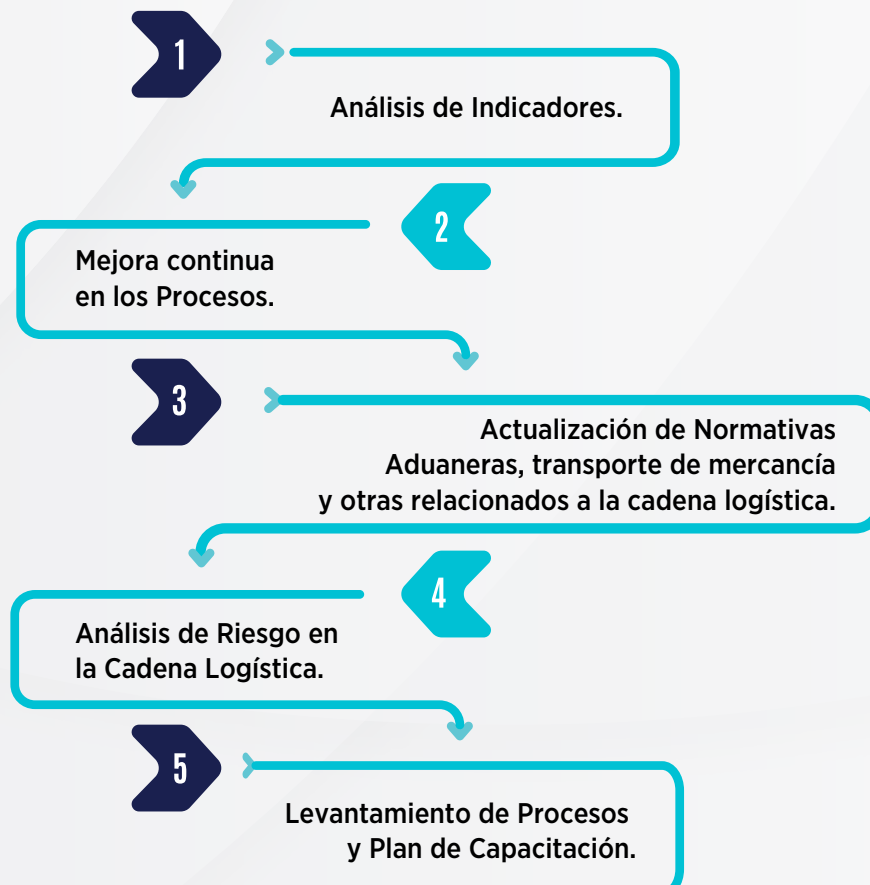 1
Análisis de Indicadores.
2
Mejora continua
en los Procesos.
3
Actualización de Normativas
Aduaneras, transporte de mercancía
y otras relacionados a la cadena logística.
4
Análisis de Riesgo en
la Cadena Logística.
5
Levantamiento de Procesos
y Plan de Capacitación.